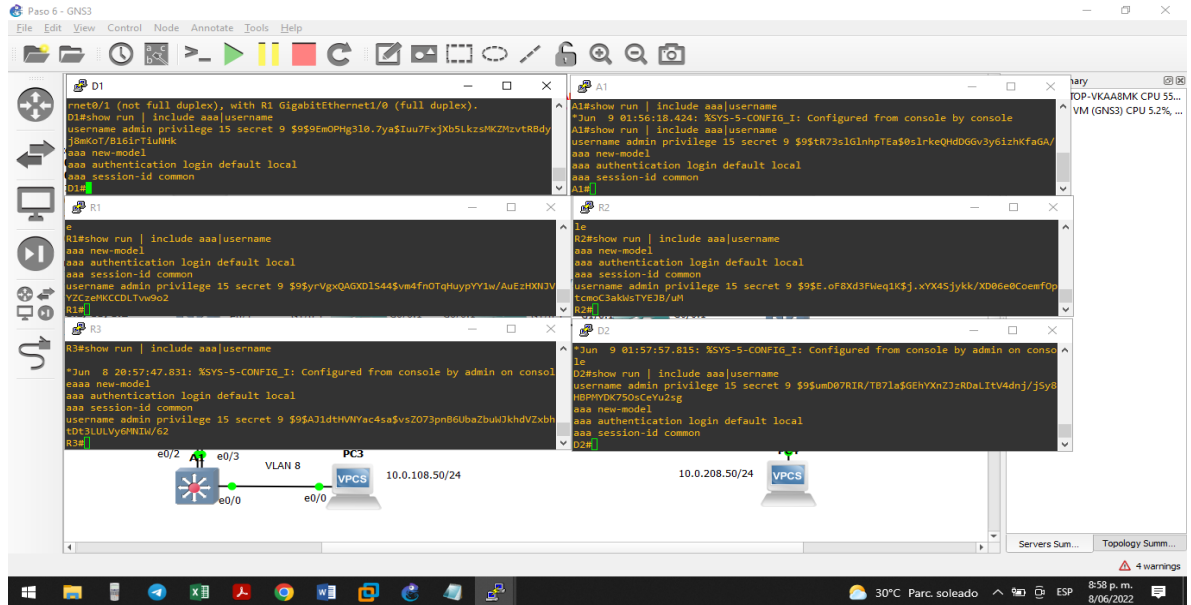 Paso 6 - GNS3
File Edit View Control Node Annotate Tools Help
D1
rnet0/1 (not full duplex), with R1 GigabitEthernet1/0 (full duplex).
D1#show run | include aaa|username
username admin privilege 15 secret 9 $9$9EmOPHg3l0.7ya$Iuu7FxjXb5LkzsMKZMzvtRBdy
j8mKoT/B16irTiuNHk
aaa new-model
aaa authentication login default local
aaa session-id common
D1#
A1
A1#show run | include aaa|username
*Jun  9 01:56:18.424: %SYS-5-CONFIG_I: Configured from console by console
A1#show run | include aaa|username
username admin privilege 15 secret 9 $9$tR73slGlnhpTEa$0slrkeQHdDGGv3y6izhKfaGA/
aaa new-model
aaa authentication login default local
aaa session-id common
A1#
R1
e
R1#show run | include aaa|username
aaa new-model
aaa authentication login default local
aaa session-id common
username admin privilege 15 secret 9 $9$yrVgxQAGXDlS44$vm4fnOTqHuypYY1w/AuEzHXNJV
YZCzeMKCCDLTvw9o2
R1#
R2
le
R2#show run | include aaa|username
aaa new-model
aaa authentication login default local
aaa session-id common
username admin privilege 15 secret 9 $9$E.oF8Xd3FWeq1K$j.xYX4Sjykk/XD06e0CoemfOp
tcmoC3akWsTYEJB/uM
R2#
R3
R3#show run | include aaa|username
*Jun  8 20:57:47.831: %SYS-5-CONFIG_I: Configured from console by admin on consol
eaaa new-model
aaa authentication login default local
aaa session-id common
username admin privilege 15 secret 9 $9$AJ1dtHVNYac4sa$vsZO73pnB6UbaZbuWJkhdVZxbh
tDt3LULVy6MNIW/62
R3#
D2
*Jun  9 01:57:57.815: %SYS-5-CONFIG_I: Configured from console by admin on conso
le
D2#show run | include aaa|username
username admin privilege 15 secret 9 $9$umD07RIR/TB7la$GEhYXnZJzRDaLItV4dnj/jSy8
HBPMYDK75OsCeYu2sg
aaa new-model
aaa authentication login default local
aaa session-id common
D2#
ary
TOP-VKAA8MK CPU 55...
VM (GNS3) CPU 5.2%, ...
e0/2 A1 e0/3
VLAN 8
PC3
VPCS
10.0.108.50/24
e0/0
e0/0
10.0.208.50/24
VPCS
Servers Sum...
Topology Summ...
4 warnings
30°C Parc. soleado
ESP
8:58 p. m.
8/06/2022